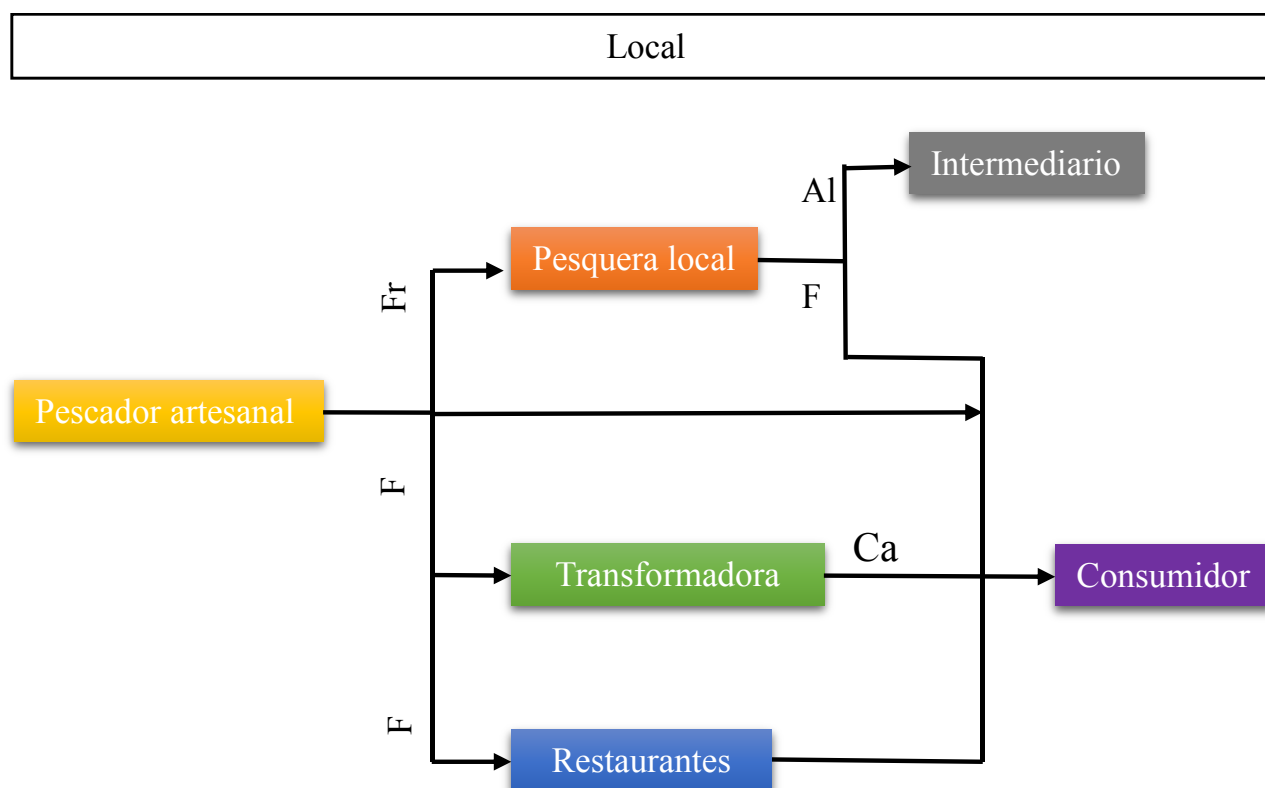 Local
Intermediario
Al
Pesquera local
F
Fr
Pescador artesanal
F
Ca
Transformadora
Consumidor
F
Restaurantes